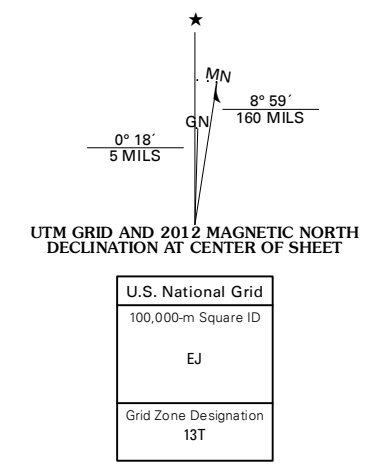 ★
MN
GN
8° 59´
160 MILS
0° 18´
5 MILS
UTM GRID AND 2012 MAGNETIC NORTH
DECLINATION AT CENTER OF SHEET
U.S. National Grid
100,000-m Square ID
EJ
Grid Zone Designation
13T